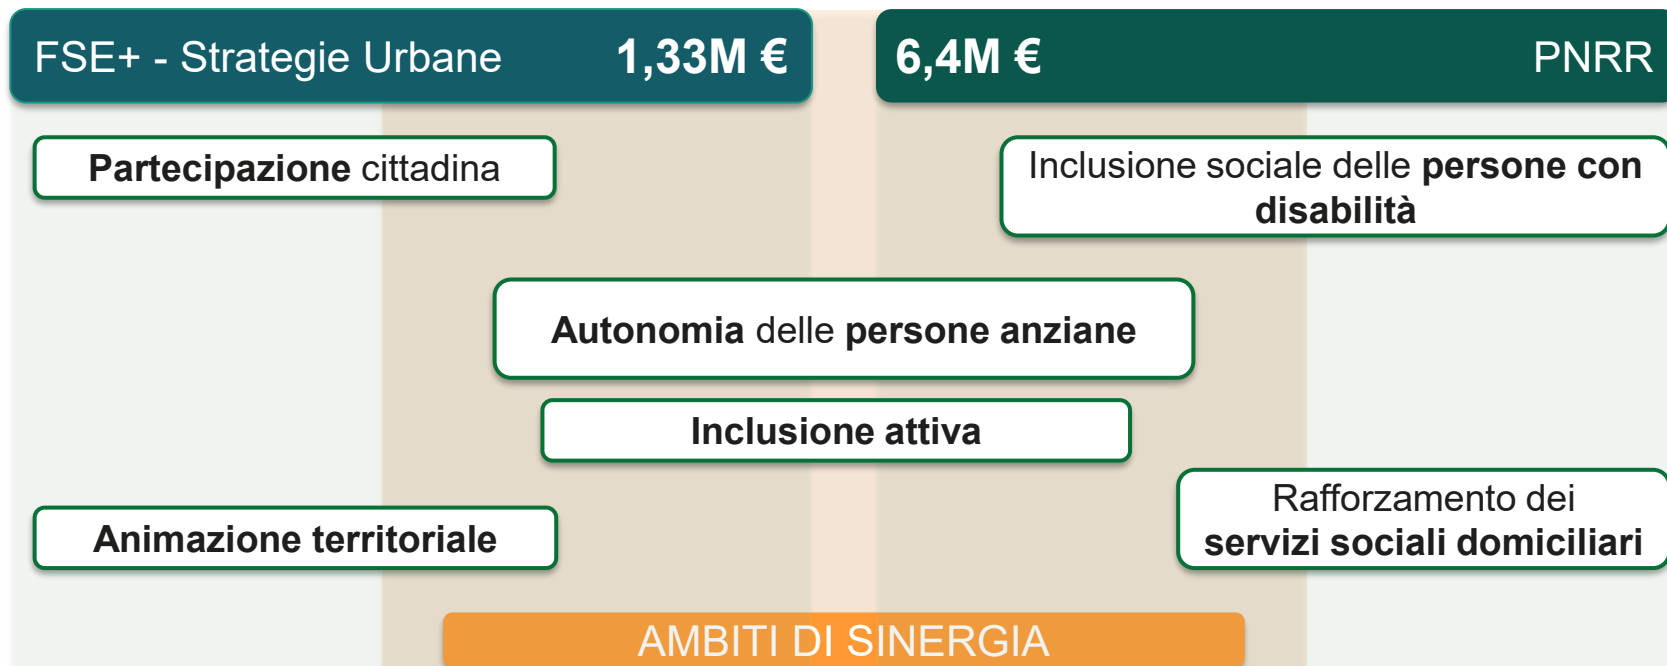 FSE+ - Strategie Urbane 1,33M €
6,4M € PNRR
Partecipazione cittadina
Inclusione sociale delle persone con
disabilità
Autonomia delle persone anziane
Inclusione attiva
Animazione territoriale
Rafforzamento dei
servizi sociali domiciliari
AMBITI DI SINERGIA